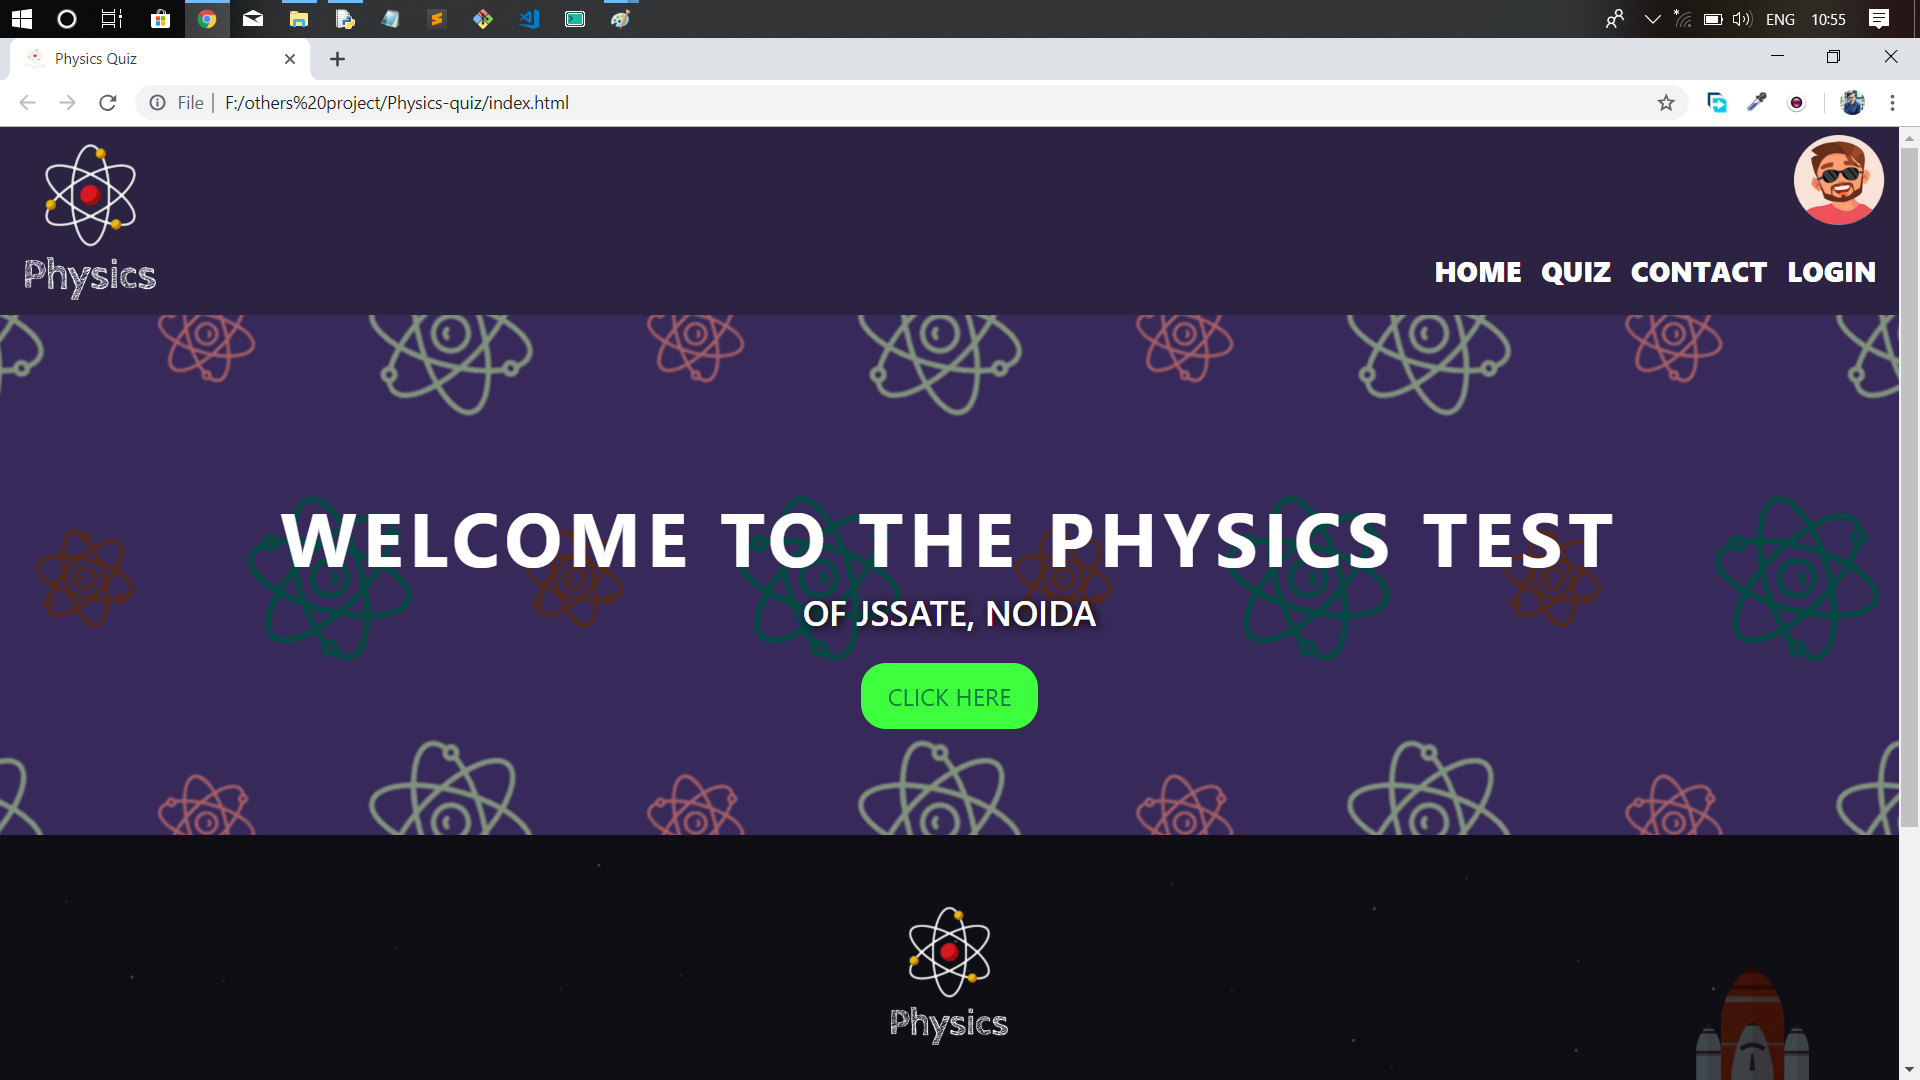 ENG 10:55
Physics Quiz
File F:/others%20project/Physics-quiz/index.html
Physics
HOME QUIZ CONTACT LOGIN
WELCOME TO THE PHYSICS TEST
OF JSSATE, NOIDA
CLICK HERE
Physics